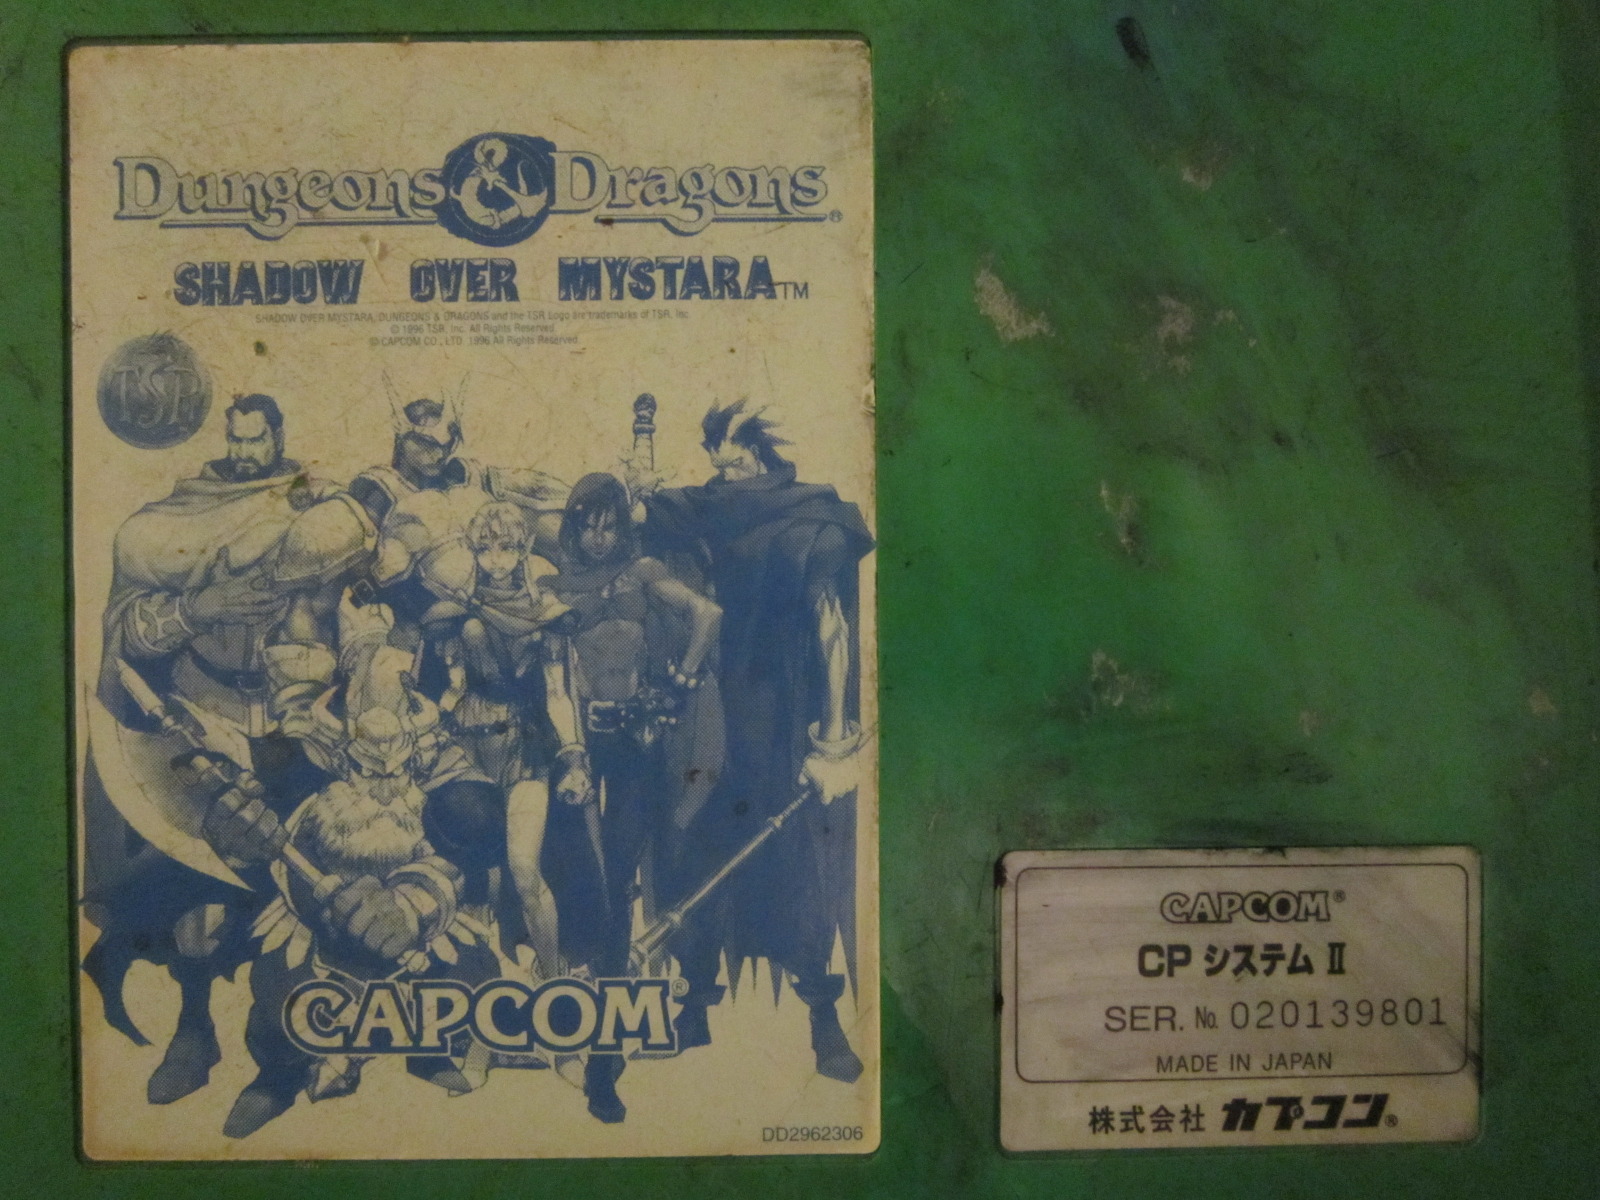 Dungeons & Dragons®
SHADOW OVER MYSTARA™
SHADOW OVER MYSTARA, DUNGEONS & DRAGONS and the TSR Logo are trademarks of TSR, Inc.
© 1996 TSR, Inc. All Rights Reserved.
© CAPCOM CO., LTD. 1996 All Rights Reserved.
TSR
CAPCOM®
DD2962306
CAPCOM®
CP システム II
SER. No. 020139801
MADE IN JAPAN
株式会社 カプコン®